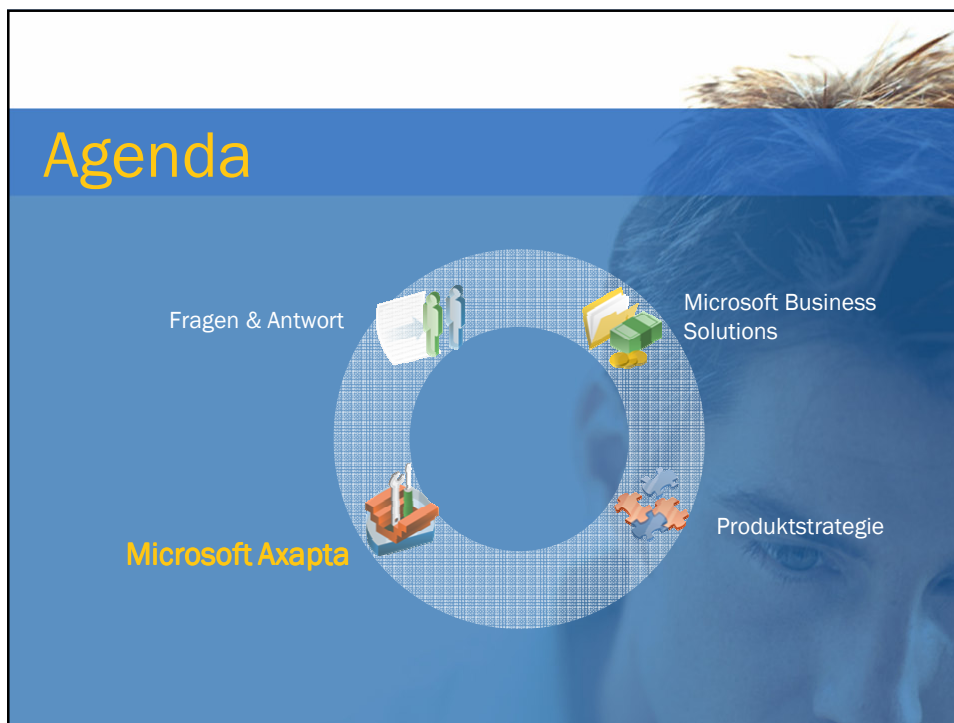 Agenda
Fragen & Antwort
Microsoft Business
Solutions
Microsoft Axapta
Produktstrategie